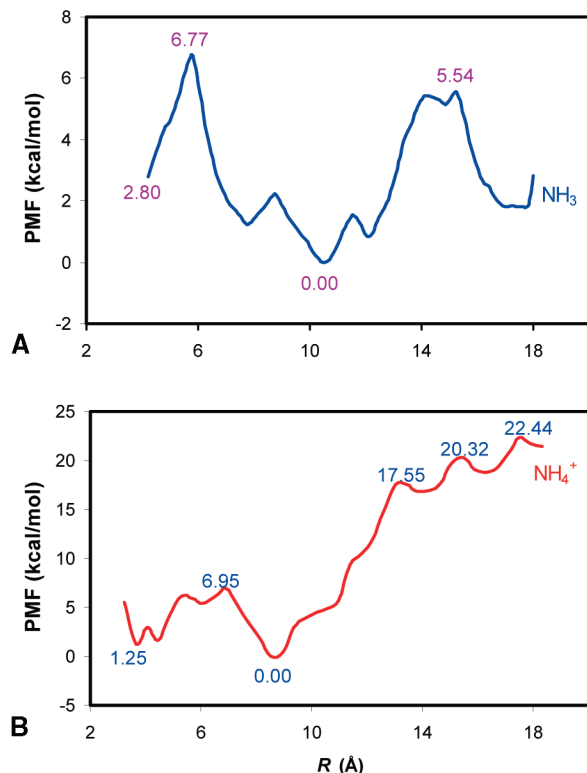 8
6.77
6
5.54
PMF (kcal/mol)
4
2.80
2
NH₃
0
0.00
-2
A
2 6 10 14 18
25
22.44
20
20.32
17.55
NH₄⁺
15
PMF (kcal/mol)
10
6.95
5
1.25
0
0.00
-5
B
2 6 10 14 18
R (Å)